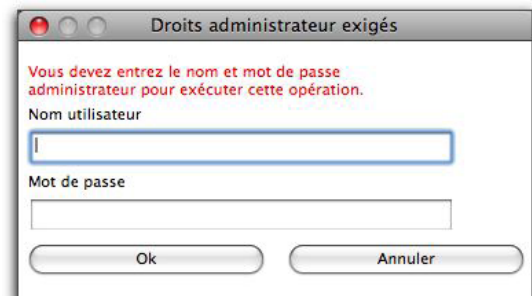 Droits administrateur exigés
Vous devez entrez le nom et mot de passe
administrateur pour exécuter cette opération.
Nom utilisateur
Mot de passe
Ok Annuler